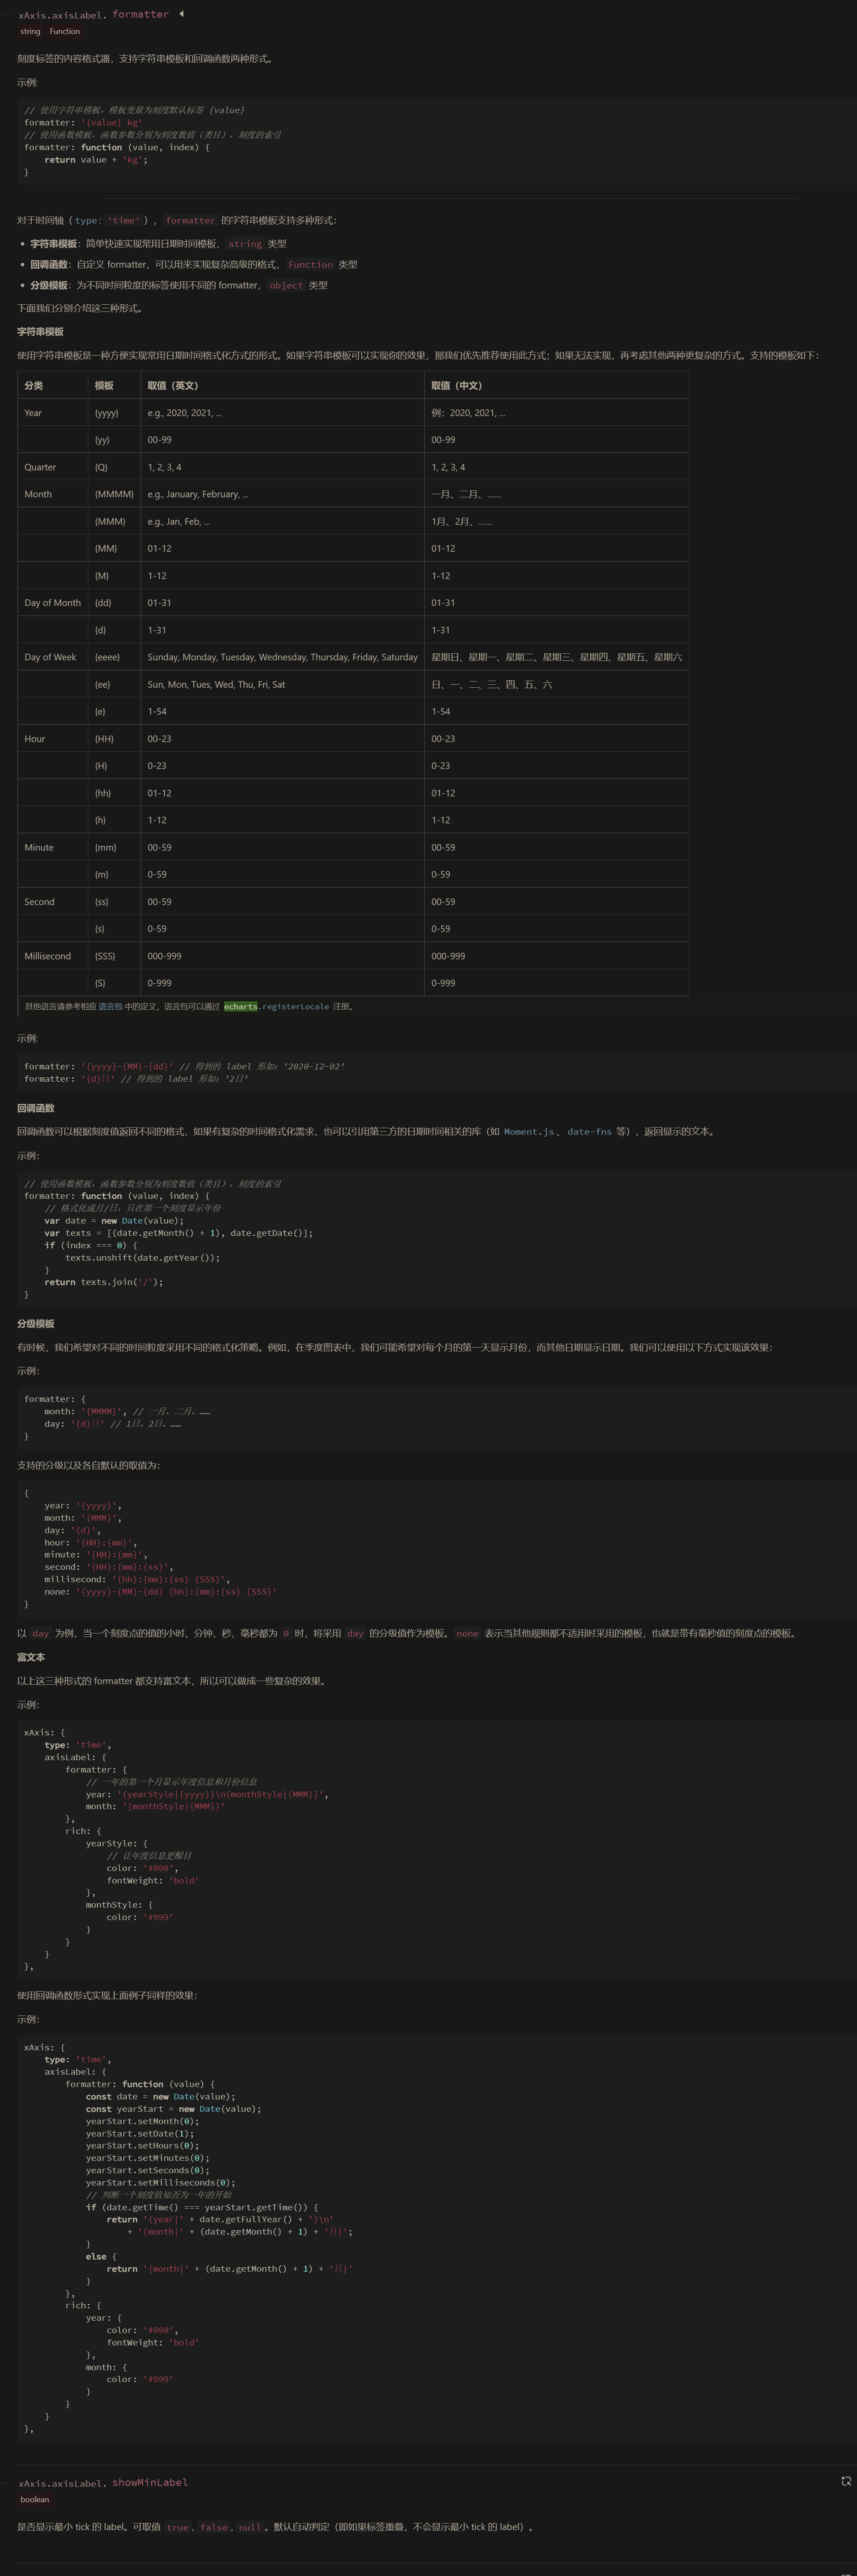 xAxis.axisLabel. formatter
string Function
刻度标签的内容格式器，支持字符串模板和回调函数两种形式。
示例:
// 使用字符串模板，模板变量为刻度默认标签 {value}
formatter: '{value} kg'
// 使用函数模板，函数参数分别为刻度数值（类目），刻度的索引
formatter: function (value, index) {
    return value + 'kg';
}
对于时间轴（type: 'time'），formatter 的字符串模板支持多种形式：
• 字符串模板：简单快速实现常用日期时间模板，string 类型
• 回调函数：自定义 formatter，可以用来实现复杂高级的格式，Function 类型
• 分级模板：为不同时间粒度的标签使用不同的 formatter，object 类型
下面我们分别介绍这三种形式。
字符串模板
使用字符串模板是一种方便实现常用日期时间格式化方式的形式。如果字符串模板可以实现你的效果，那我们优先推荐使用此方式；如果无法实现，再考虑其他两种更复杂的方式。支持的模板如下：
分类 模板 取值（英文） 取值（中文）
Year {yyyy} e.g., 2020, 2021, ... 例：2020, 2021, ...
{yy} 00-99 00-99
Quarter {Q} 1, 2, 3, 4 1, 2, 3, 4
Month {MMMM} e.g., January, February, ... 一月、二月、……
{MMM} e.g., Jan, Feb, ... 1月、2月、……
{MM} 01-12 01-12
{M} 1-12 1-12
Day of Month {dd} 01-31 01-31
{d} 1-31 1-31
Day of Week {eeee} Sunday, Monday, Tuesday, Wednesday, Thursday, Friday, Saturday 星期日、星期一、星期二、星期三、星期四、星期五、星期六
{ee} Sun, Mon, Tues, Wed, Thu, Fri, Sat 日、一、二、三、四、五、六
{e} 1-54 1-54
Hour {HH} 00-23 00-23
{H} 0-23 0-23
{hh} 01-12 01-12
{h} 1-12 1-12
Minute {mm} 00-59 00-59
{m} 0-59 0-59
Second {ss} 00-59 00-59
{s} 0-59 0-59
Millisecond {SSS} 000-999 000-999
{S} 0-999 0-999
其他语言请参考相应 语言包 中的定义，语言包可以通过 echarts.registerLocale 注册。
示例:
formatter: '{yyyy}-{MM}-{dd}' // 得到的 label 形如：'2020-12-02'
formatter: '{d}日' // 得到的 label 形如：'2日'
回调函数
回调函数可以根据刻度值返回不同的格式，如果有复杂的时间格式化需求，也可以引用第三方的日期时间相关的库（如 Moment.js、date-fns 等），返回显示的文本。
示例：
// 使用函数模板，函数参数分别为刻度数值（类目），刻度的索引
formatter: function (value, index) {
    // 格式化成月/日，只在第一个刻度显示年份
    var date = new Date(value);
    var texts = [(date.getMonth() + 1), date.getDate()];
    if (index === 0) {
        texts.unshift(date.getYear());
    }
    return texts.join('/');
}
分级模板
有时候，我们希望对不同的时间粒度采用不同的格式化策略。例如，在季度图表中，我们可能希望对每个月的第一天显示月份，而其他日期显示日期。我们可以使用以下方式实现该效果：
示例：
formatter: {
    month: '{MMMM}', // 一月、二月、……
    day: '{d}日' // 1日、2日、……
}
支持的分级以及各自默认的取值为：
{
    year: '{yyyy}',
    month: '{MMM}',
    day: '{d}',
    hour: '{HH}:{mm}',
    minute: '{HH}:{mm}',
    second: '{HH}:{mm}:{ss}',
    millisecond: '{hh}:{mm}:{ss} {SSS}',
    none: '{yyyy}-{MM}-{dd} {hh}:{mm}:{ss} {SSS}'
}
以 day 为例，当一个刻度点的值的小时、分钟、秒、毫秒都为 0 时，将采用 day 的分级值作为模板。none 表示当其他规则都不适用时采用的模板，也就是带有毫秒值的刻度点的模板。
富文本
以上这三种形式的 formatter 都支持富文本，所以可以做成一些复杂的效果。
示例：
xAxis: {
    type: 'time',
    axisLabel: {
        formatter: {
            // 一年的第一个月显示年度信息和月份信息
            year: '{yearStyle|{yyyy}}\n{monthStyle|{MMM}}',
            month: '{monthStyle|{MMM}}'
        },
        rich: {
            yearStyle: {
                // 让年度信息更醒目
                color: '#000',
                fontWeight: 'bold'
            },
            monthStyle: {
                color: '#999'
            }
        }
    }
},
使用回调函数形式实现上面例子同样的效果：
示例：
xAxis: {
    type: 'time',
    axisLabel: {
        formatter: function (value) {
            const date = new Date(value);
            const yearStart = new Date(value);
            yearStart.setMonth(0);
            yearStart.setDate(1);
            yearStart.setHours(0);
            yearStart.setMinutes(0);
            yearStart.setSeconds(0);
            yearStart.setMilliseconds(0);
            // 判断一个刻度值知否为一年的开始
            if (date.getTime() === yearStart.getTime()) {
                return '{year|' + date.getFullYear() + '}\n'
                    + '{month|' + (date.getMonth() + 1) + '月}';
            }
            else {
                return '{month|' + (date.getMonth() + 1) + '月}'
            }
        },
        rich: {
            year: {
                color: '#000',
                fontWeight: 'bold'
            },
            month: {
                color: '#999'
            }
        }
    }
},
xAxis.axisLabel. showMinLabel
boolean
是否显示最小 tick 的 label。可取值 true, false, null。默认自动判定（即如果标签重叠，不会显示最小 tick 的 label）。